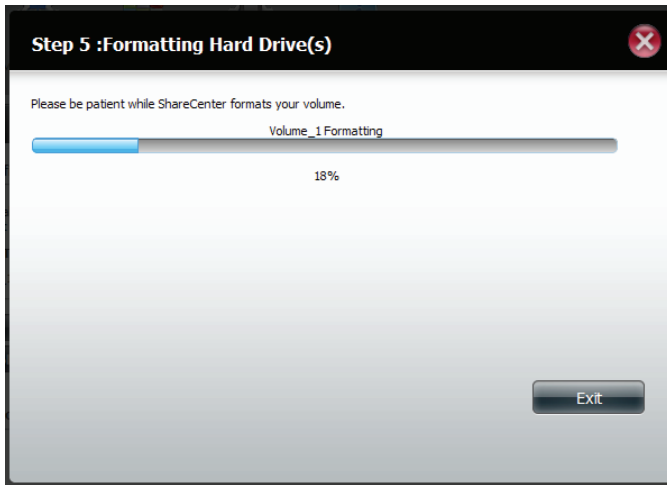 Step 5 :Formatting Hard Drive(s)
Please be patient while ShareCenter formats your volume.
Volume_1 Formatting
18%
Exit